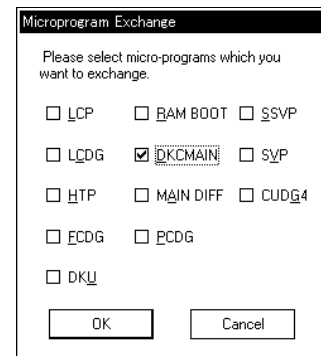 Microprogram Exchange
Please select micro-programs which you
want to exchange.
LCP RAM BOOT SSVP
LCDG DKCMAIN SVP
HTP MAIN DIFF CUDG4
FCDG PCDG
DKU
OK Cancel